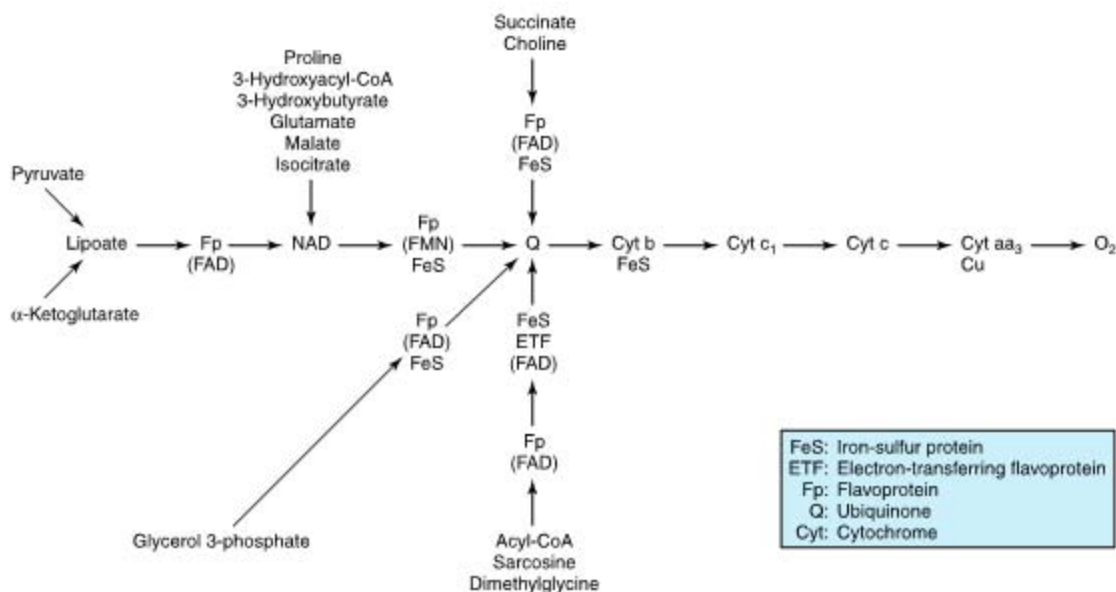 Succinate
Choline
Proline
3-Hydroxyacyl-CoA
3-Hydroxybutyrate
Glutamate
Malate
Isocitrate
Fp
(FAD)
FeS
Pyruvate
Lipoate
Fp
(FAD)
NAD
Fp
(FMN)
FeS
Q
Cyt b
FeS
Cyt c₁
Cyt c
Cyt aa₃
Cu
O₂
α-Ketoglutarate
Fp
(FAD)
FeS
FeS
ETF
(FAD)
Fp
(FAD)
Glycerol 3-phosphate
Acyl-CoA
Sarcosine
Dimethylglycine
FeS: Iron-sulfur protein
ETF: Electron-transferring flavoprotein
Fp: Flavoprotein
Q: Ubiquinone
Cyt: Cytochrome